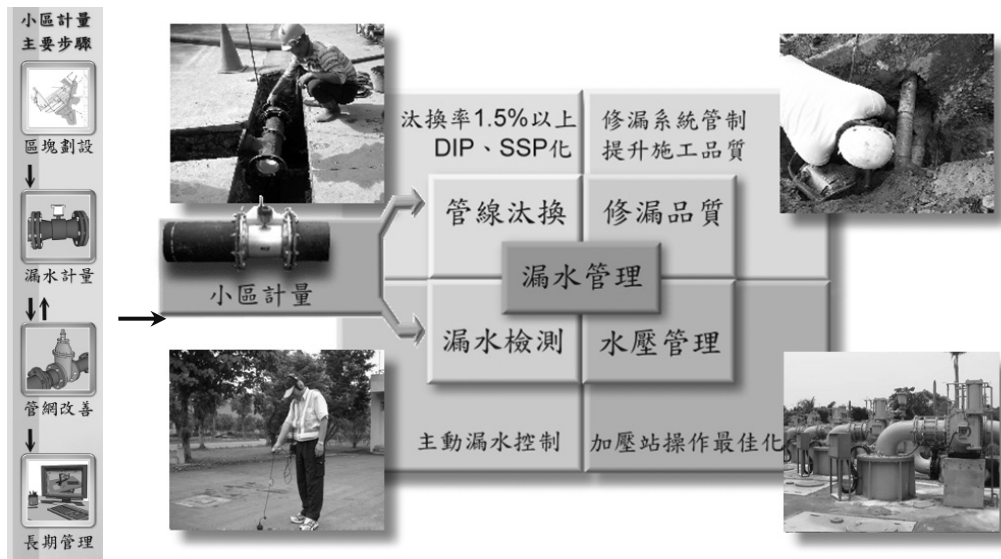 小區計量
主要步驟
區塊劃設
漏水計量
管網改善
長期管理
小區計量
汰換率1.5%以上
DIP、SSP化
修漏系統管制
提升施工品質
管線汰換
修漏品質
漏水管理
漏水檢測
水壓管理
主動漏水控制
加壓站操作最佳化